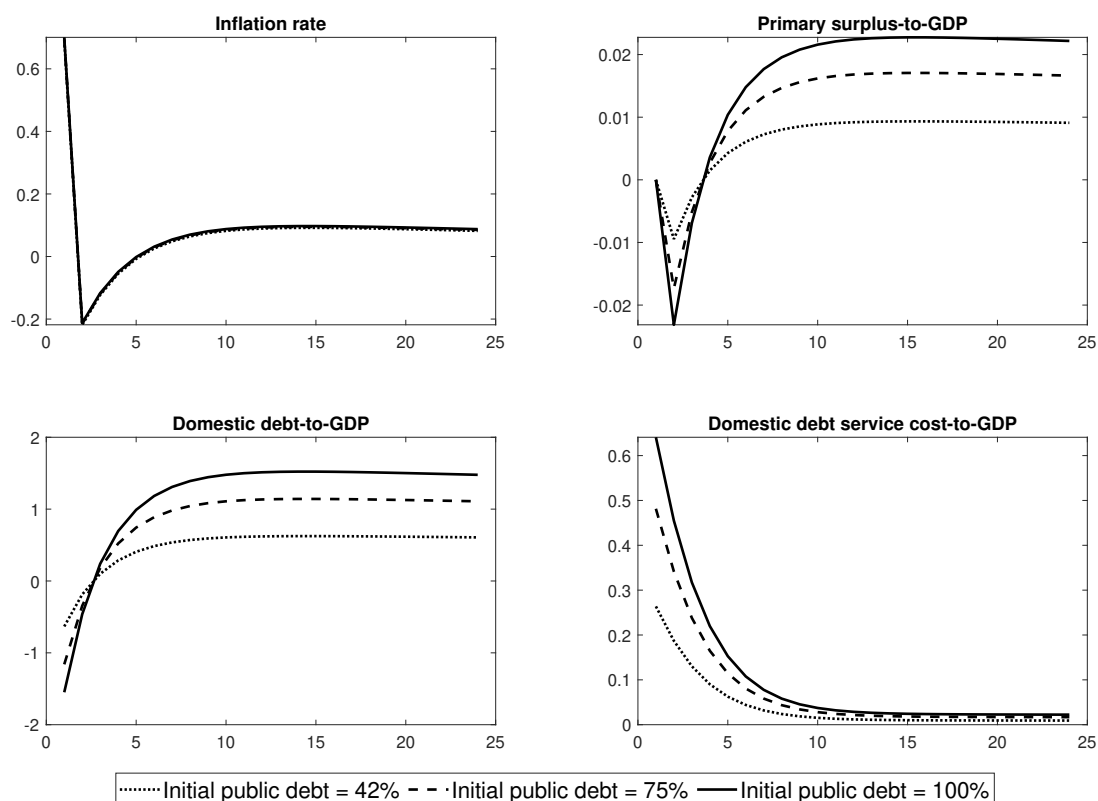 Inflation rate
0.6
0.4
0.2
0
-0.2
0 5 10 15 20 25
Primary surplus-to-GDP
0.02
0.01
0
-0.01
-0.02
0 5 10 15 20 25
Domestic debt-to-GDP
2
1
0
-1
-2
0 5 10 15 20 25
Domestic debt service cost-to-GDP
0.6
0.5
0.4
0.3
0.2
0.1
0
0 5 10 15 20 25
Initial public debt = 42% Initial public debt = 75% Initial public debt = 100%